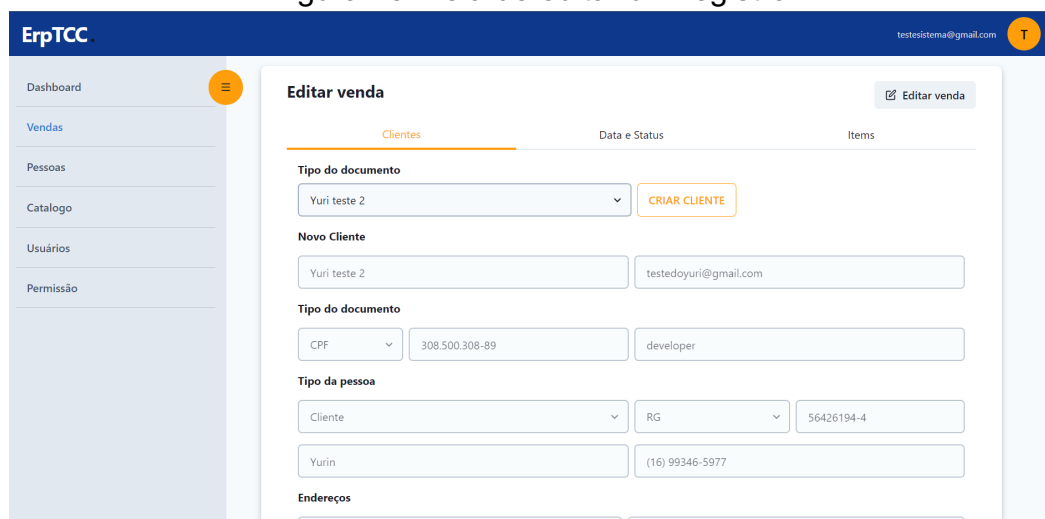 ErpTCC.
testesistema@gmail.com
T
Dashboard
Vendas
Pessoas
Catalogo
Usuários
Permissão
Editar venda
Editar venda
Clientes
Data e Status
Items
Tipo do documento
Yuri teste 2
CRIAR CLIENTE
Novo Cliente
Yuri teste 2
testedoyuri@gmail.com
Tipo do documento
CPF
308.500.308-89
developer
Tipo da pessoa
Cliente
RG
56426194-4
Yurin
(16) 99346-5977
Endereços